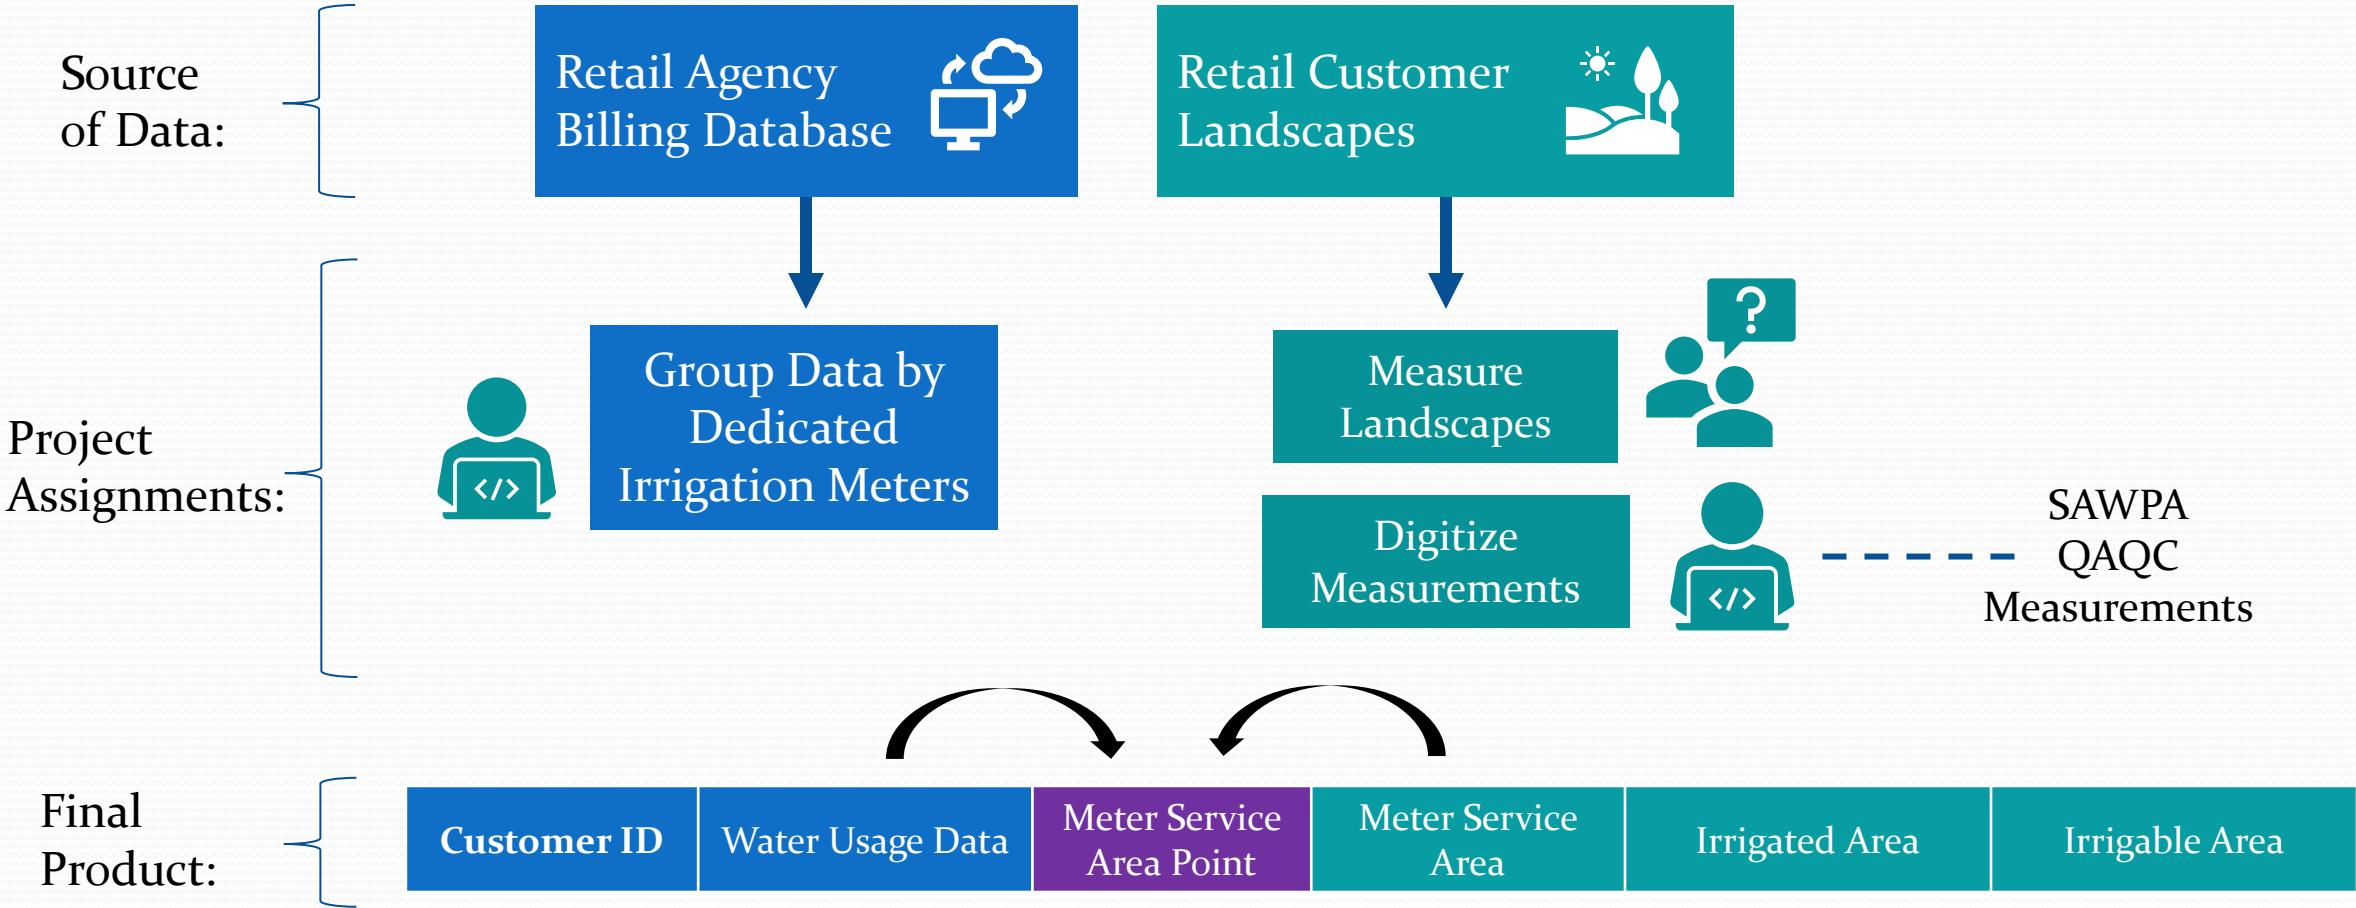 Source
of Data:
Retail Agency
Billing Database
Retail Customer
Landscapes
Project
Assignments:
Group Data by
Dedicated
Irrigation Meters
</>
?
Measure
Landscapes
Digitize
Measurements
</>
SAWPA
QAQC
Measurements
Final
Product:
Customer ID
Water Usage Data
Meter Service
Area Point
Meter Service
Area
Irrigated Area
Irrigable Area